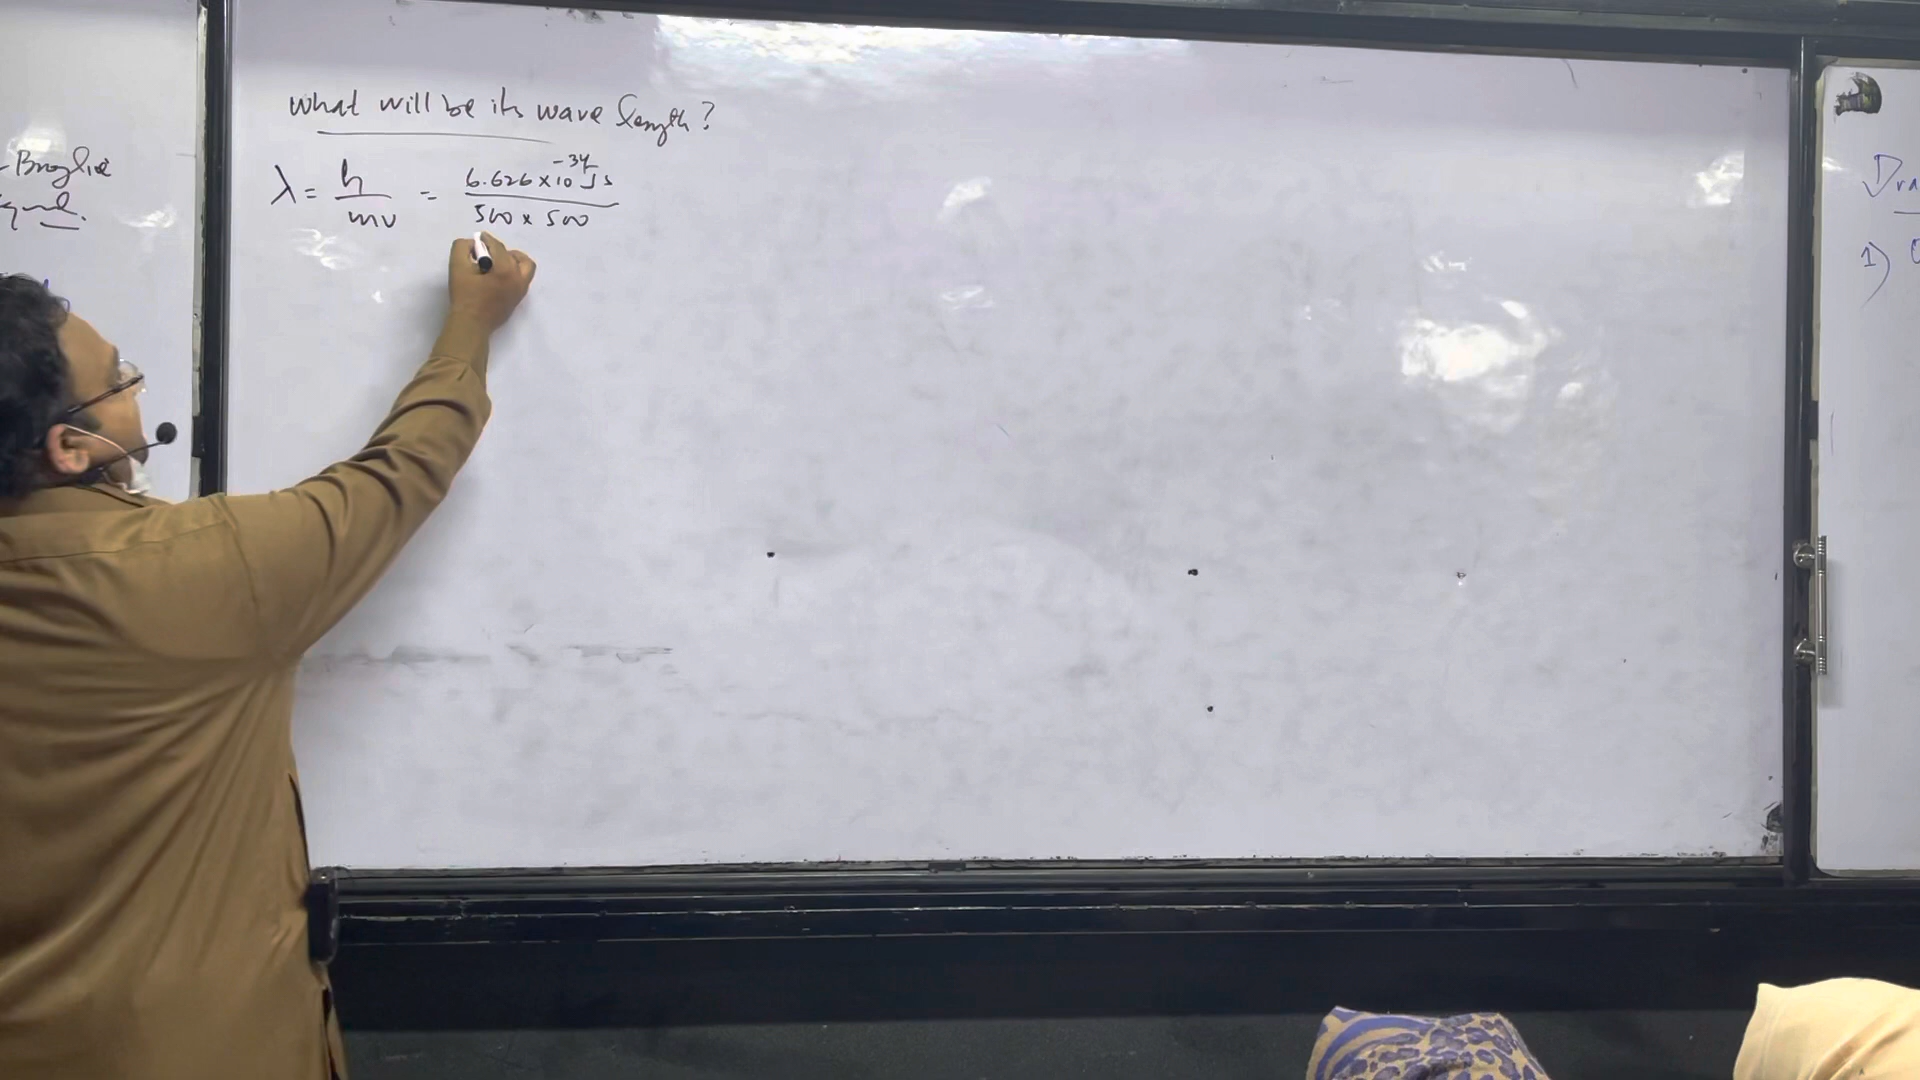 Broglie
what will be its wave length?
λ = h / mv = 6.626 × 10⁻³⁴ Js / 500 × 500
1)